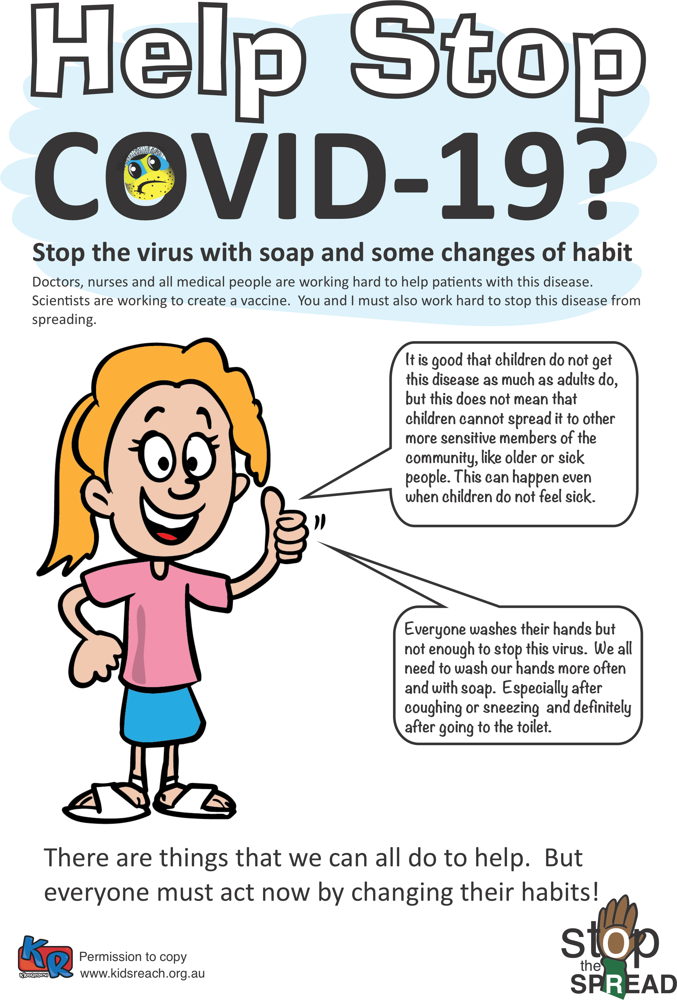 Help Stop
COVID-19?
Stop the virus with soap and some changes of habit
Doctors, nurses and all medical people are working hard to help patients with this disease.
Scientists are working to create a vaccine.  You and I must also work hard to stop this disease from
spreading.
It is good that children do not get
this disease as much as adults do,
but this does not mean that
children cannot spread it to other
more sensitive members of the
community, like older or sick
people. This can happen even
when children do not feel sick.
Everyone washes their hands but
not enough to stop this virus.  We all
need to wash our hands more often
and with soap.  Especially after
coughing or sneezing  and definitely
after going to the toilet.
There are things that we can all do to help.  But
everyone must act now by changing their habits!
KR
KidsReach
Permission to copy
www.kidsreach.org.au
stop
the
SPREAD